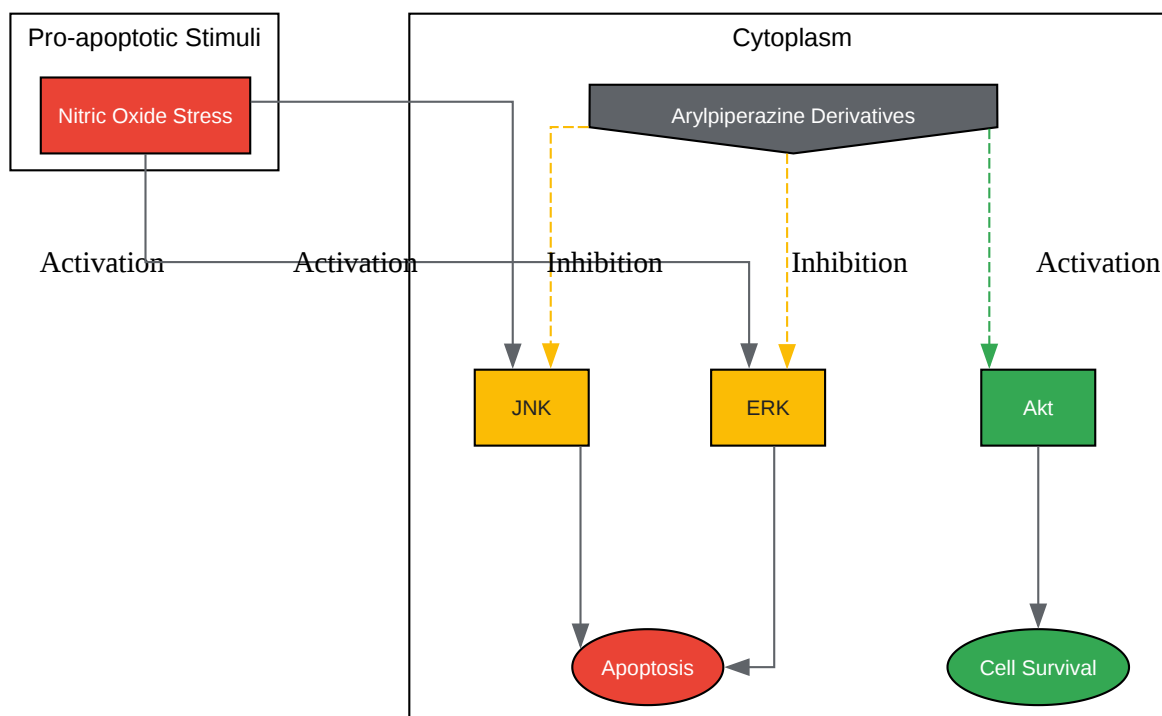 Pro-apoptotic Stimuli
Cytoplasm
Nitric Oxide Stress
Arylpiperazine Derivatives
Activation
Activation
Inhibition
Inhibition
Activation
JNK
ERK
Akt
Apoptosis
Cell Survival